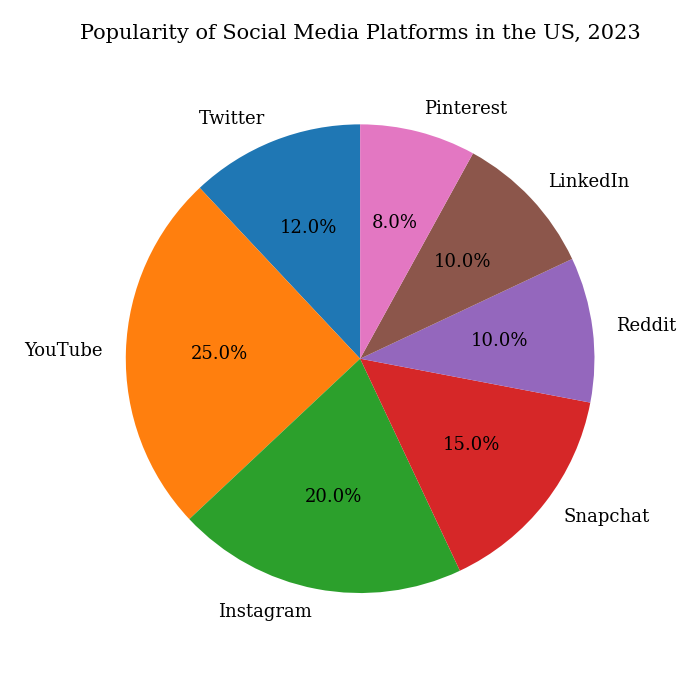 Popularity of Social Media Platforms in the US, 2023
Pinterest
Twitter
LinkedIn
8.0%
12.0%
10.0%
Reddit
10.0%
YouTube
25.0%
15.0%
20.0%
Snapchat
Instagram